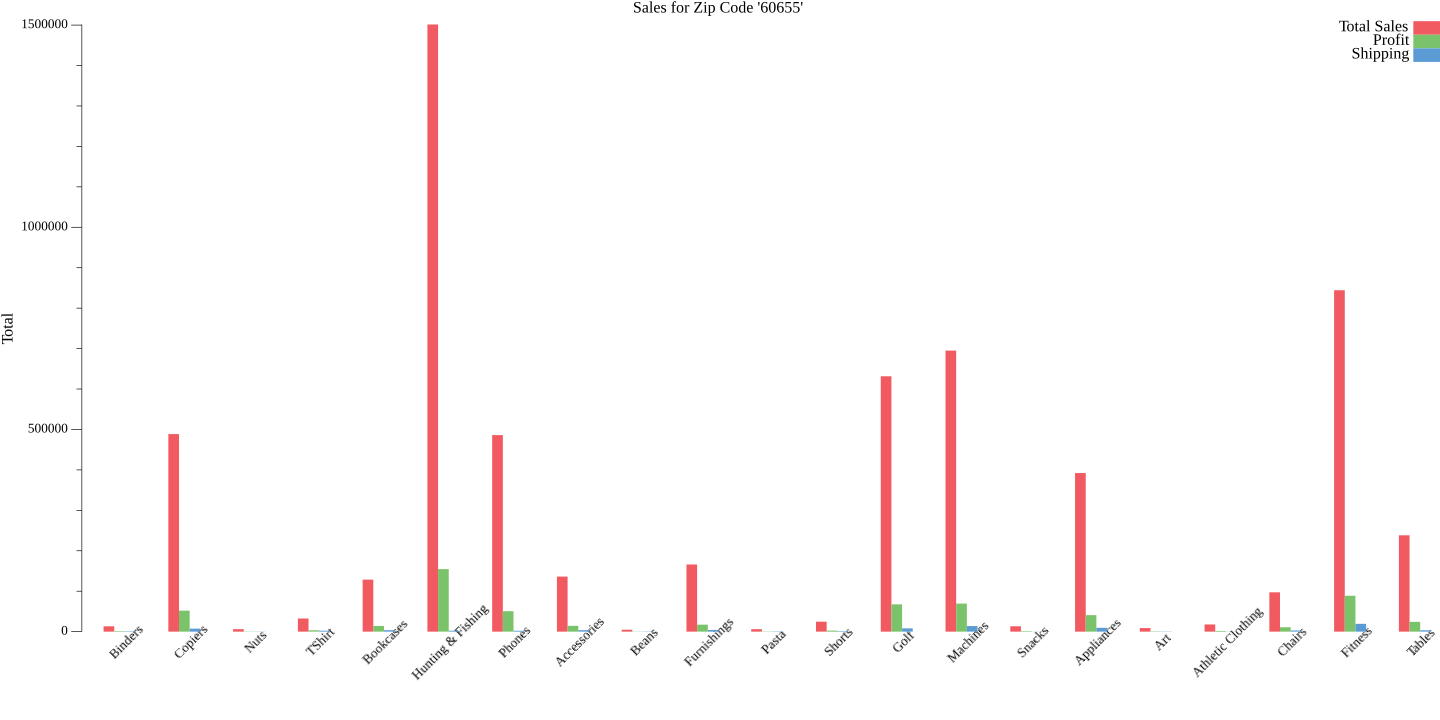 Sales for Zip Code '60655'
Total Sales
Profit
Shipping
Total
1500000
1000000
500000
0
Binders
Copiers
Nuts
TShirt
Bookcases
Hunting & Fishing
Phones
Accessories
Beans
Furnishings
Pasta
Shorts
Golf
Machines
Snacks
Appliances
Art
Athletic Clothing
Chairs
Fitness
Tables